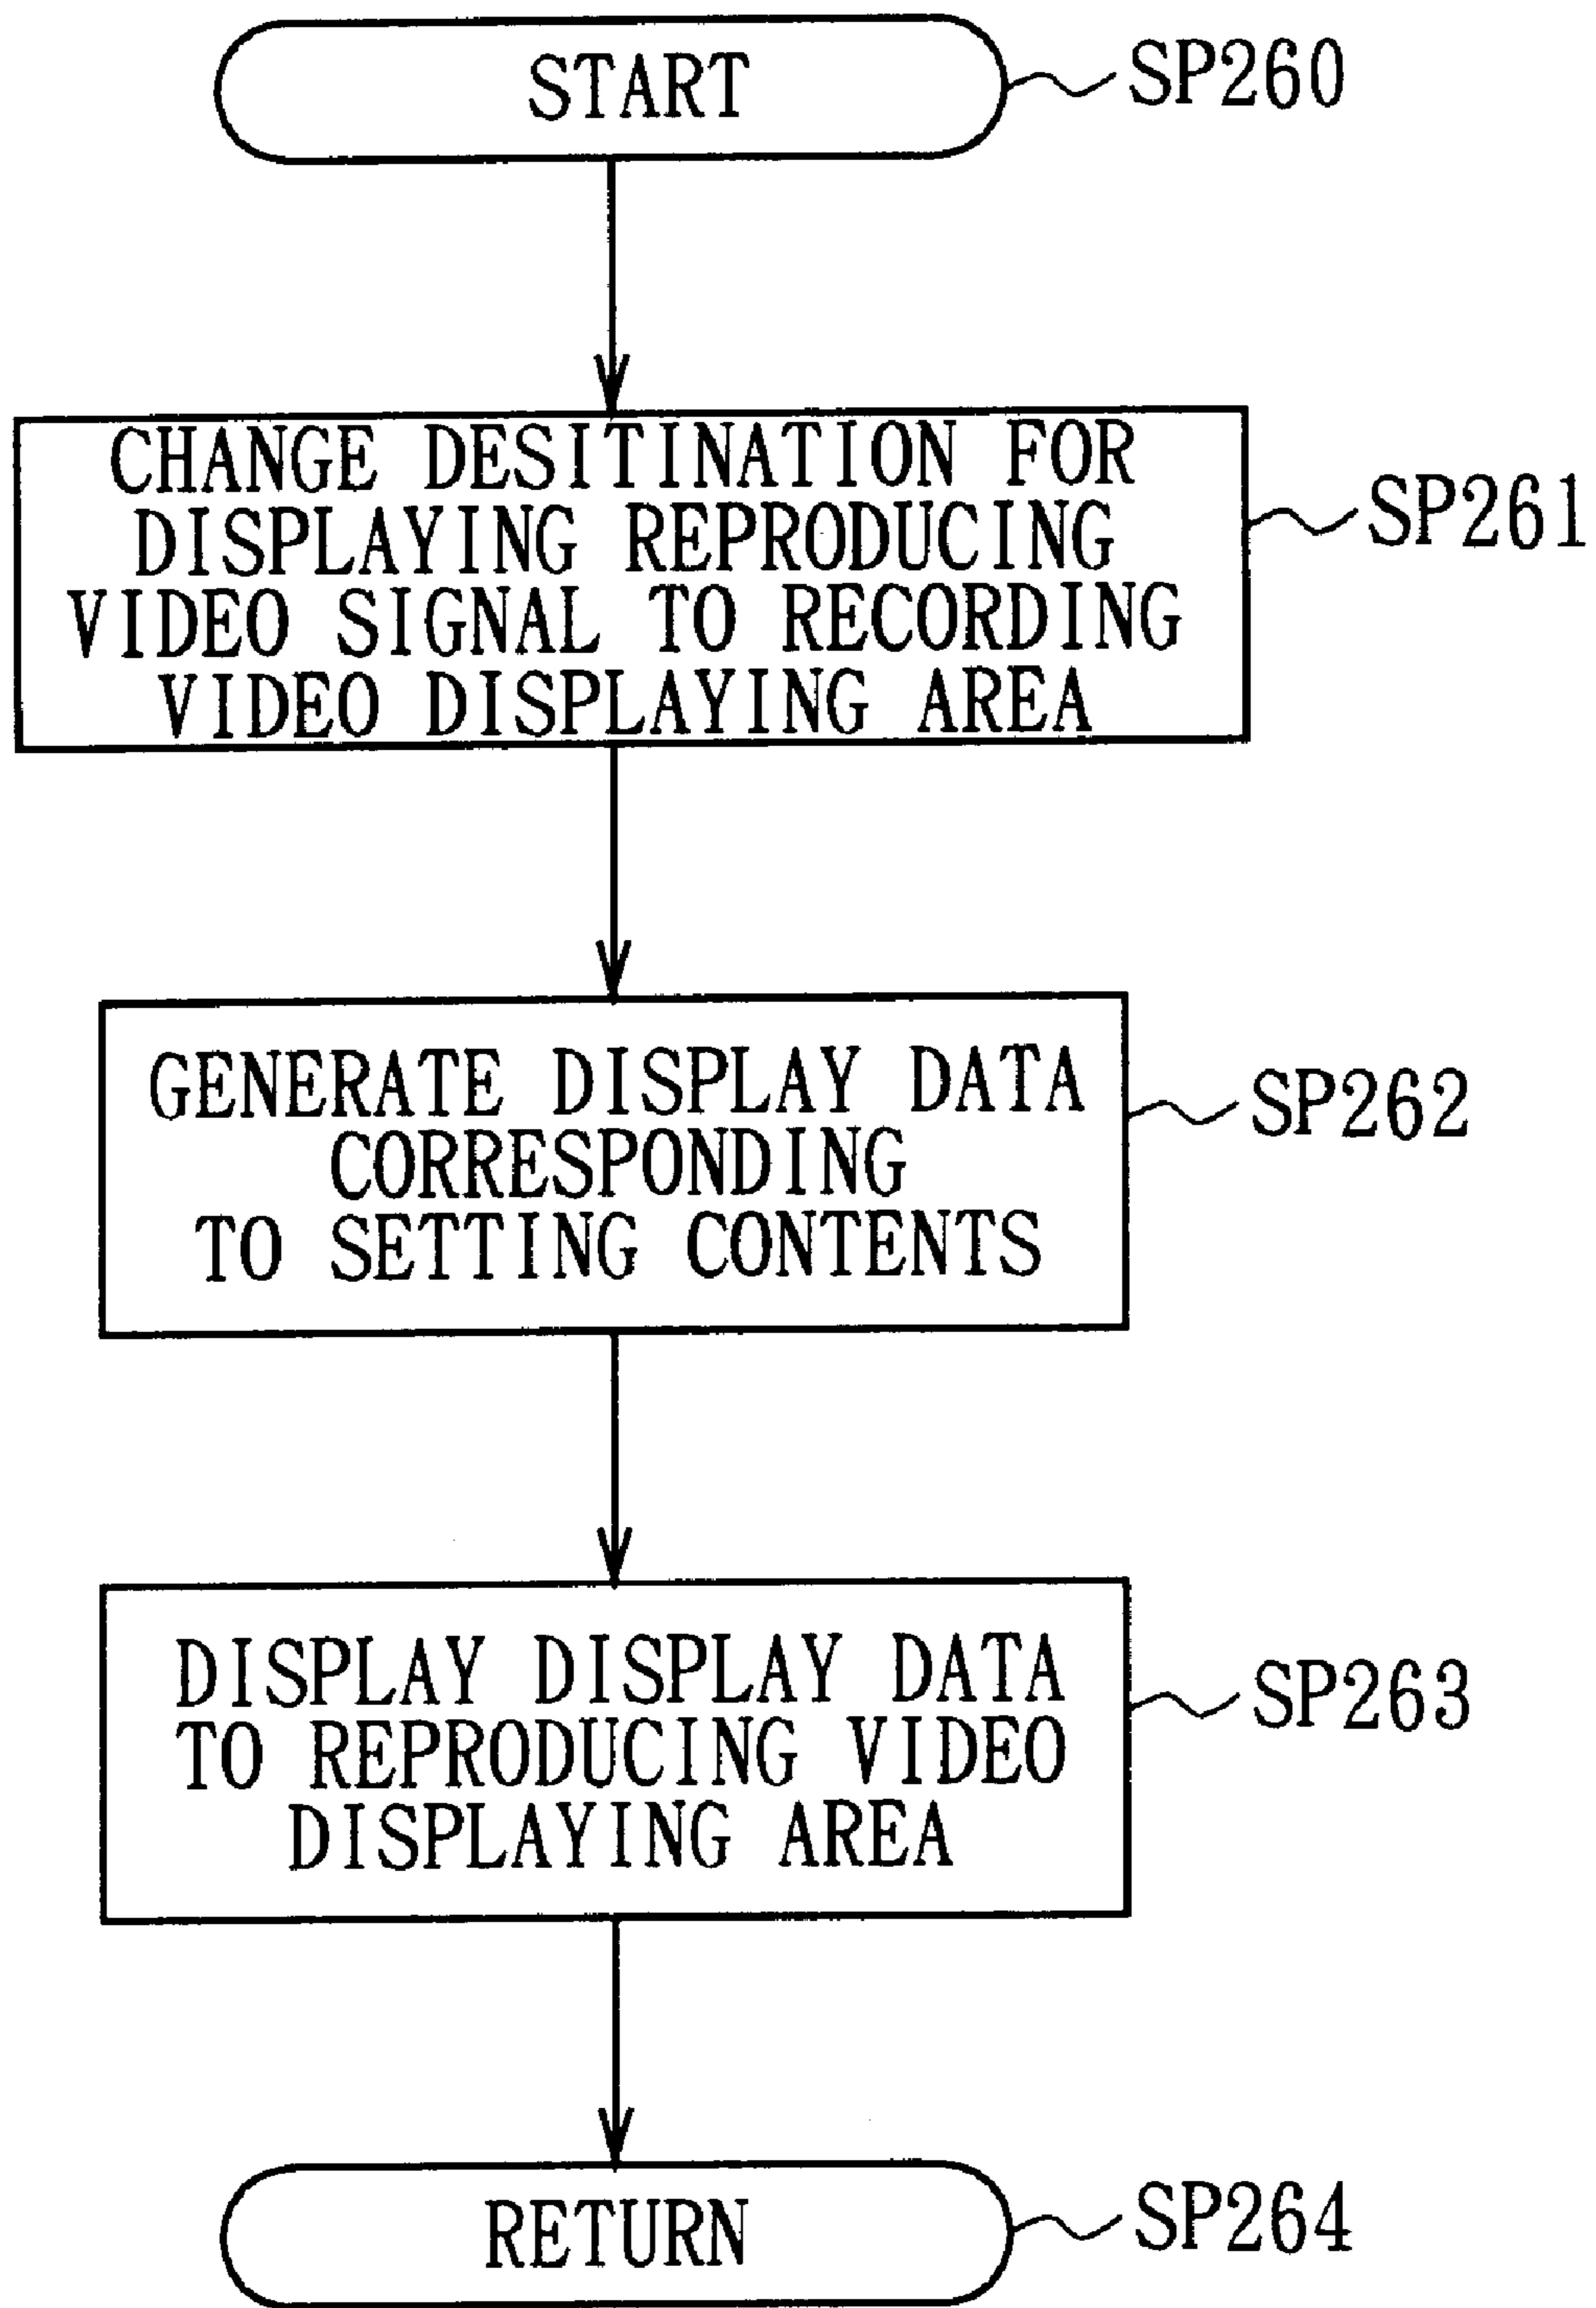 START
SP260
CHANGE DESITINATION FOR
DISPLAYING REPRODUCING
VIDEO SIGNAL TO RECORDING
VIDEO DISPLAYING AREA
SP261
GENERATE DISPLAY DATA
CORRESPONDING
TO SETTING CONTENTS
SP262
DISPLAY DISPLAY DATA
TO REPRODUCING VIDEO
DISPLAYING AREA
SP263
RETURN
SP264